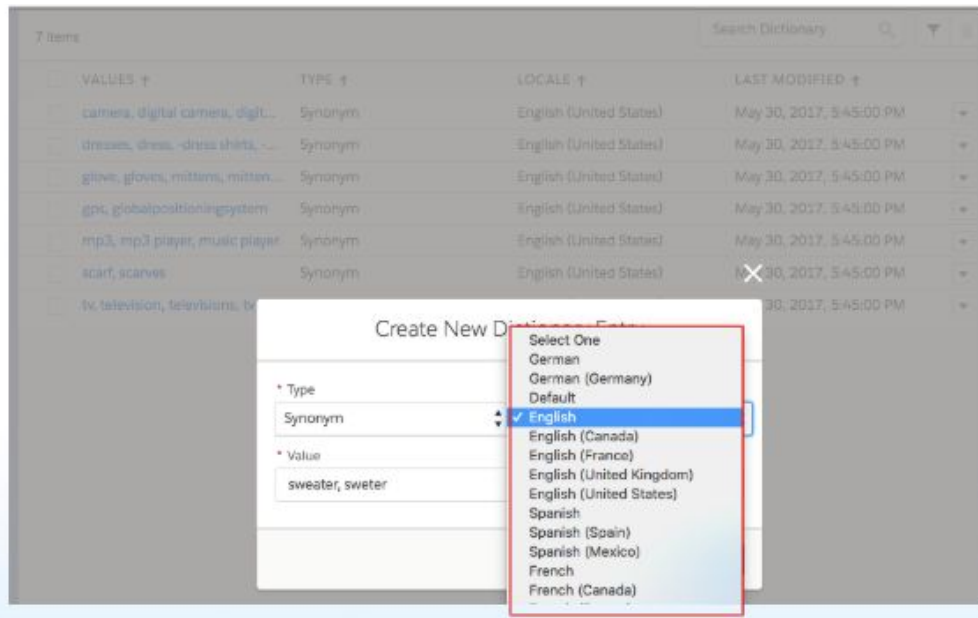 7 Items
Search Dictionary
VALUES ↑ TYPE ↑ LOCALE ↑ LAST MODIFIED ↑
camera, digital camera, digit... Synonym English (United States) May 30, 2017, 5:45:00 PM
dresses, dress, -dress shirts, -... Synonym English (United States) May 30, 2017, 5:45:00 PM
glove, gloves, mittens, mitten... Synonym English (United States) May 30, 2017, 5:45:00 PM
gps, globalpositioningsystem Synonym English (United States) May 30, 2017, 5:45:00 PM
mp3, mp3 player, music player Synonym English (United States) May 30, 2017, 5:45:00 PM
scarf, scarves Synonym English (United States) 30, 2017, 5:45:00 PM
tv, television, televisions, tv 30, 2017, 5:45:00 PM
Create New Dictionary Entry
* Type
Synonym
* Value
sweater, sweter
Select One
German
German (Germany)
Default
✓ English
English (Canada)
English (France)
English (United Kingdom)
English (United States)
Spanish
Spanish (Spain)
Spanish (Mexico)
French
French (Canada)